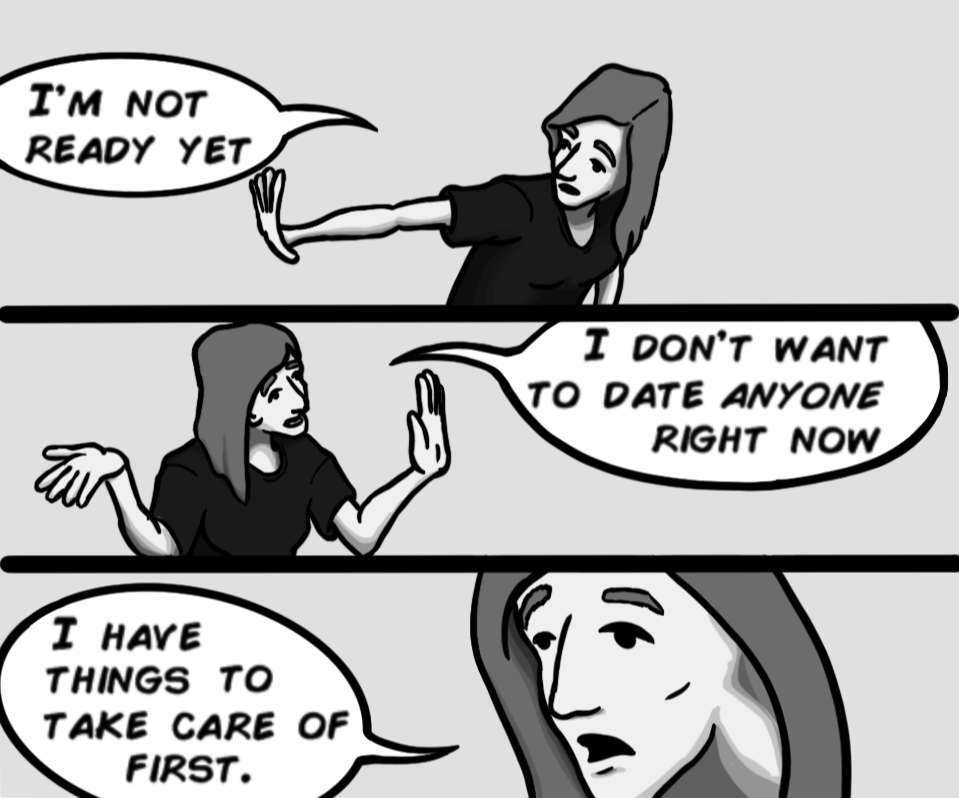 I'M NOT
READY YET
I DON'T WANT
TO DATE ANYONE
RIGHT NOW
I HAVE
THINGS TO
TAKE CARE OF
FIRST.